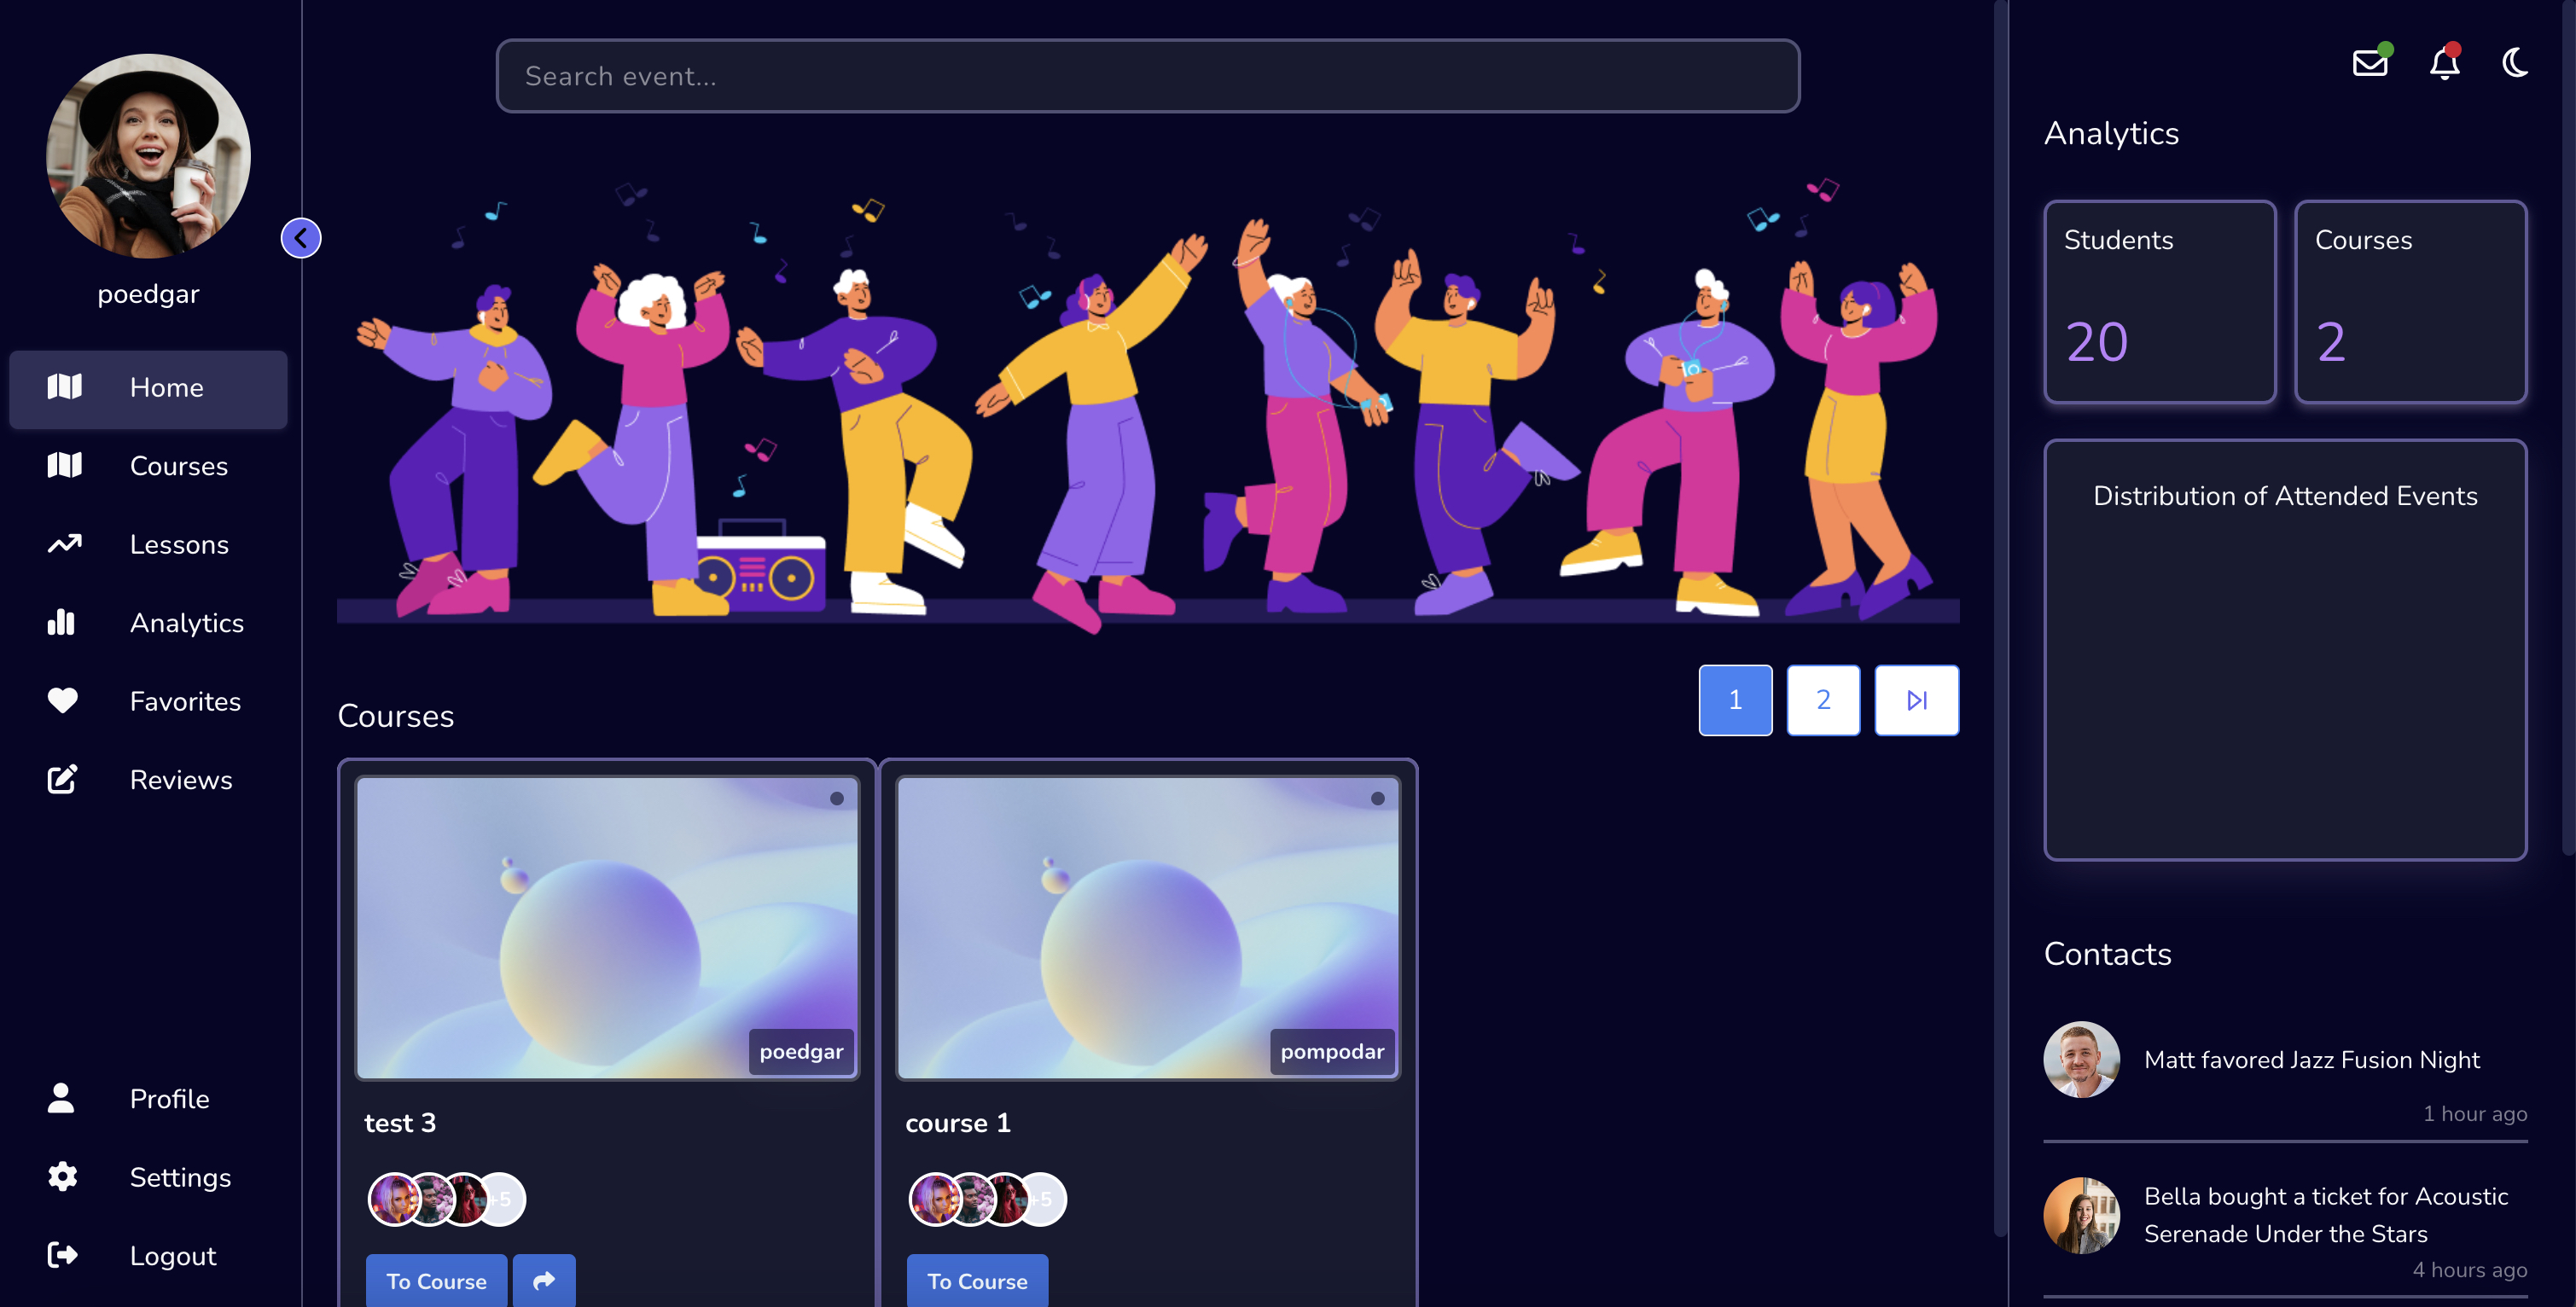 poedgar
Home
Courses
Lessons
Analytics
Favorites
Reviews
Profile
Settings
Logout
Search event...
Courses
1
2
poedgar
test 3
+5
To Course
pompodar
course 1
+5
To Course
Analytics
Students
20
Courses
2
Distribution of Attended Events
Contacts
Matt favored Jazz Fusion Night
1 hour ago
Bella bought a ticket for Acoustic
Serenade Under the Stars
4 hours ago